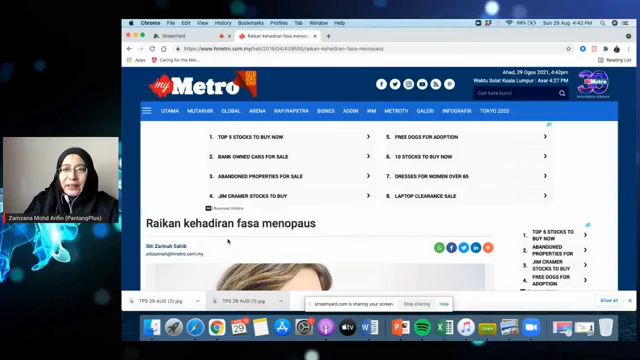 Chrome File Edit View History Bookmarks Profiles Tab Window Help
Sun 29 Aug 4:42 PM
StreamYard
Raikan kehadiran fasa menopaus
https://www.hmetro.com.my/hati/2019/04/439530/raikan-kehadiran-fasa-menopaus
Apps
Caring for the Me...
Reading List
my Metro
Ahad, 29 Ogos 2021, 4:42pm
Waktu Solat Kuala Lumpur: Asar 4:27 PM
Cari kata kunci
30 Metro
UTAMA MUTAKHIR GLOBAL ARENA RAP/RAPXTRA BISNES ADDIN WM METROTV GALERI INFOGRAFIK TOKYO 2020
1. TOP 5 STOCKS TO BUY NOW
2. BANK OWNED CARS FOR SALE
3. ABANDONED PROPERTIES FOR SALE
4. JIM CRAMER STOCKS TO BUY
5. FREE DOGS FOR ADOPTION
6. 10 STOCKS TO BUY NOW
7. DRESSES FOR WOMEN OVER 65
8. LAPTOP CLEARANCE SALE
Business Infoline
Raikan kehadiran fasa menopaus
Siti Zarinah Sahib
sitizarinah@hmetro.com.my
1. TOP 5 STOCKS TO
BUY NOW
2. ABANDONED
PROPERTIES FOR
3. JIM CRAMER
STOCKS TO BUY
4. FREE DOGS FOR
ADOPTION
Zamzana Mohd Arifin (PantangPlus)
TPS 29 AUG (2).jpg
TPS 29 AUG (1).jpg
streamyard.com is sharing your screen.
Stop sharing
Hide
Show all